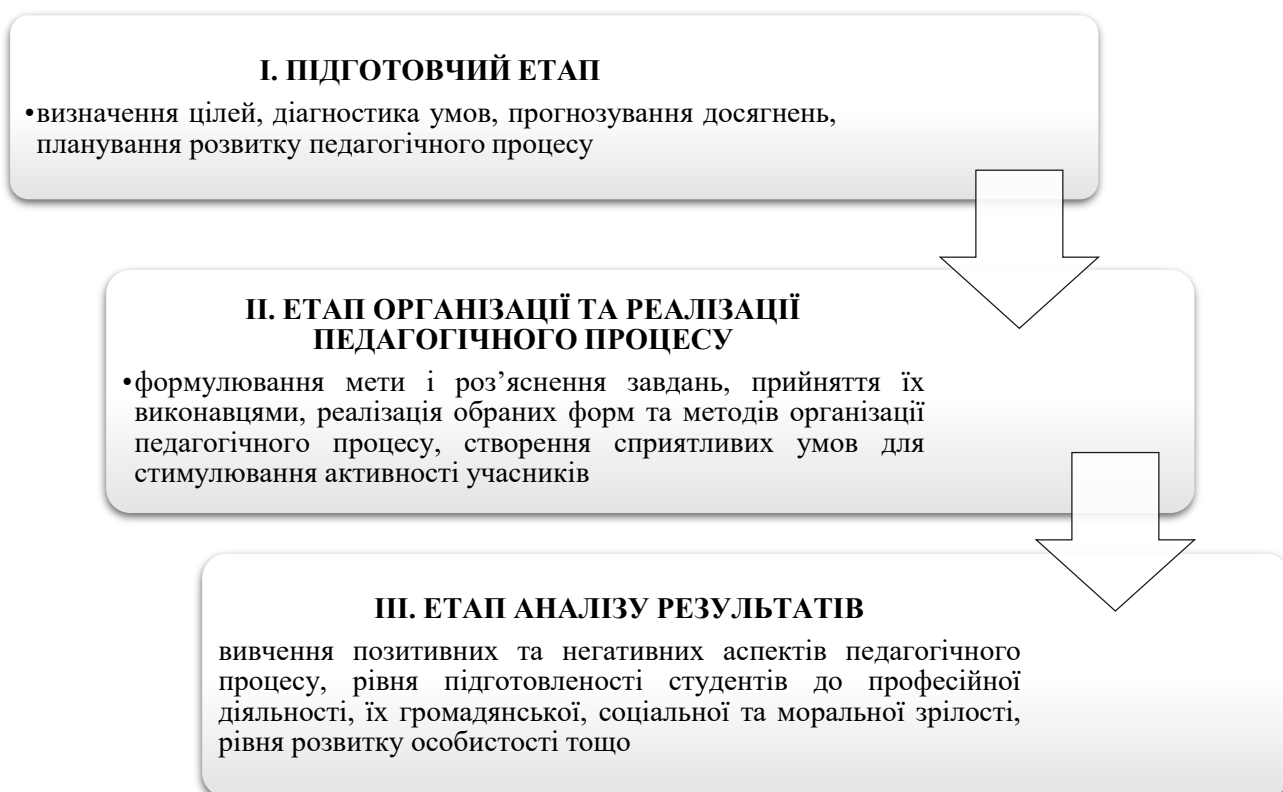 І. ПІДГОТОВЧИЙ ЕТАП
•визначення цілей, діагностика умов, прогнозування досягнень,
планування розвитку педагогічного процесу
ІІ. ЕТАП ОРГАНІЗАЦІЇ ТА РЕАЛІЗАЦІЇ
ПЕДАГОГІЧНОГО ПРОЦЕСУ
•формулювання мети і роз’яснення завдань, прийняття їх
виконавцями, реалізація обраних форм та методів організації
педагогічного процесу, створення сприятливих умов для
стимулювання активності учасників
ІІІ. ЕТАП АНАЛІЗУ РЕЗУЛЬТАТІВ
вивчення позитивних та негативних аспектів педагогічного
процесу, рівня підготовленості студентів до професійної
діяльності, їх громадянської, соціальної та моральної зрілості,
рівня розвитку особистості тощо